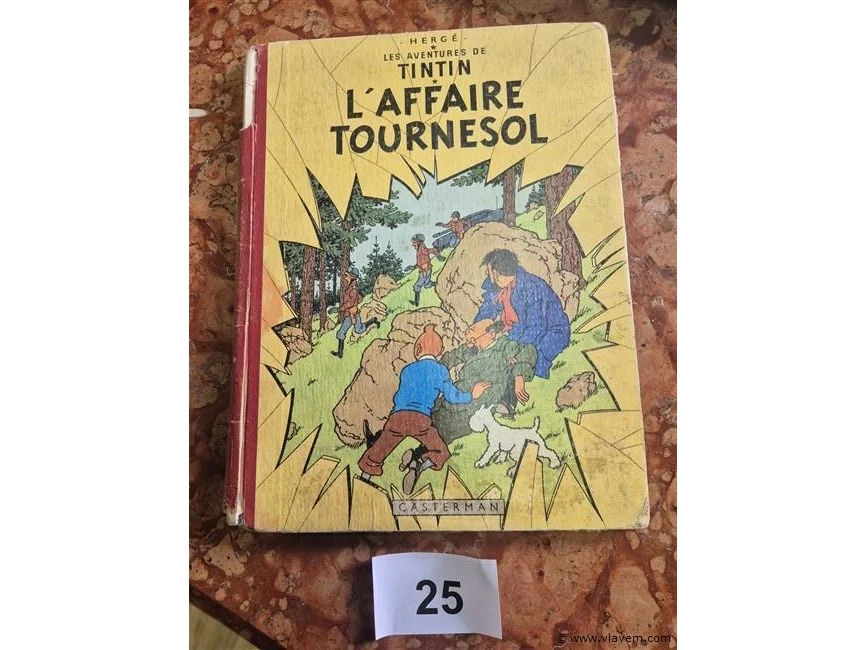 · HERGÉ ·
LES AVENTURES DE
TINTIN
L'AFFAIRE
TOURNESOL
CASTERMAN
25
© www.vlavem.com